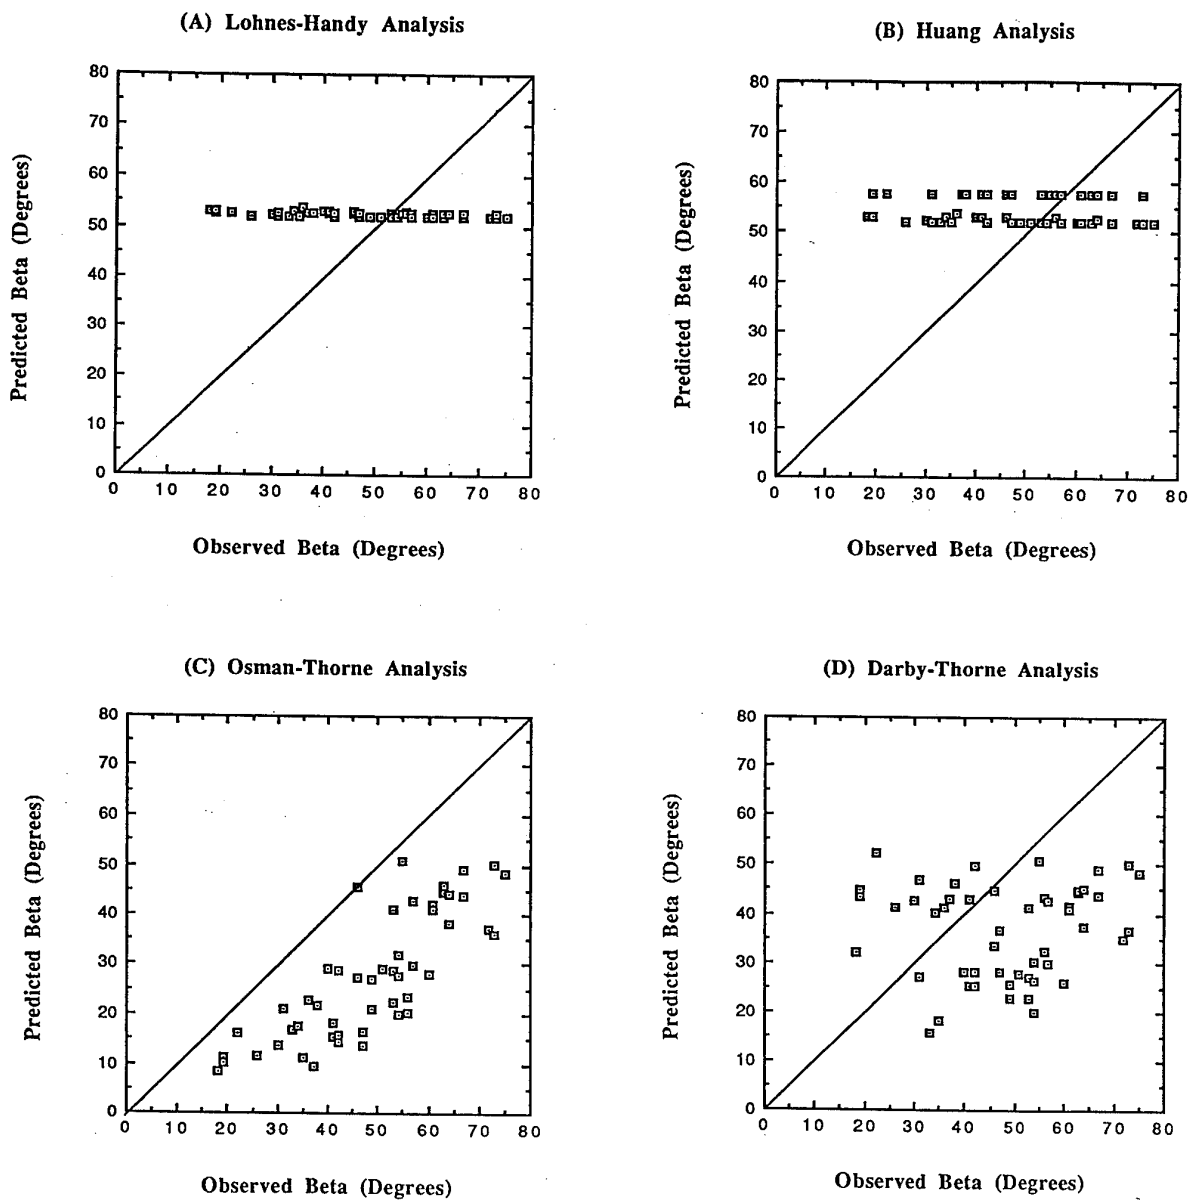 (A) Lohnes-Handy Analysis
80
70
60
50
40
30
20
10
0
0 10 20 30 40 50 60 70 80
Predicted Beta (Degrees)
Observed Beta (Degrees)
(B) Huang Analysis
80
70
60
50
40
30
20
10
0
0 10 20 30 40 50 60 70 80
Predicted Beta (Degrees)
Observed Beta (Degrees)
(C) Osman-Thorne Analysis
80
70
60
50
40
30
20
10
0
0 10 20 30 40 50 60 70 80
Predicted Beta (Degrees)
Observed Beta (Degrees)
(D) Darby-Thorne Analysis
80
70
60
50
40
30
20
10
0
0 10 20 30 40 50 60 70 80
Predicted Beta (Degrees)
Observed Beta (Degrees)